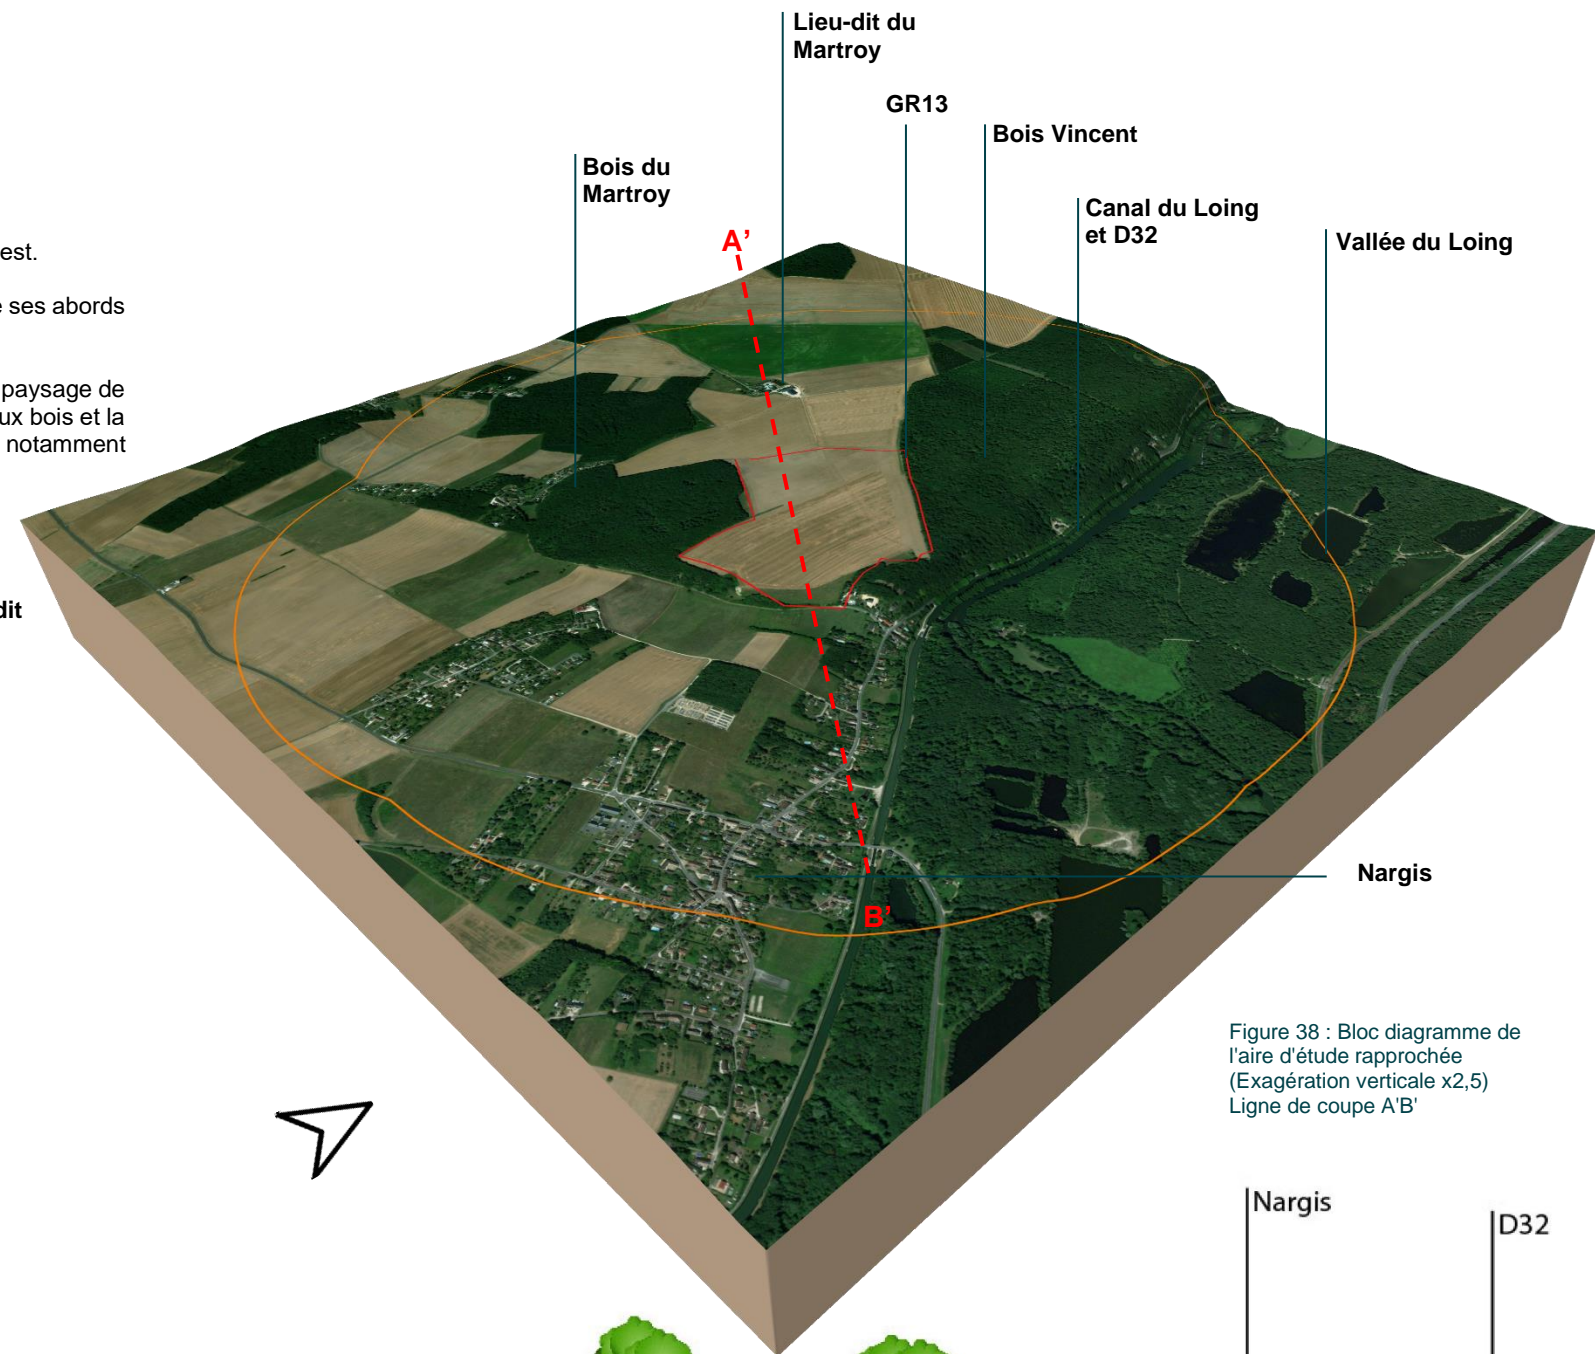 Lieu-dit du
Martroy
GR13
Bois Vincent
Bois du
Martroy
Canal du Loing
et D32
Vallée du Loing
A’
est.
ses abords
paysage de
ux bois et la
notamment
dit
Nargis
B’
Figure 38 : Bloc diagramme de
l'aire d'étude rapprochée
(Exagération verticale x2,5)
Ligne de coupe A'B'
Nargis
D32